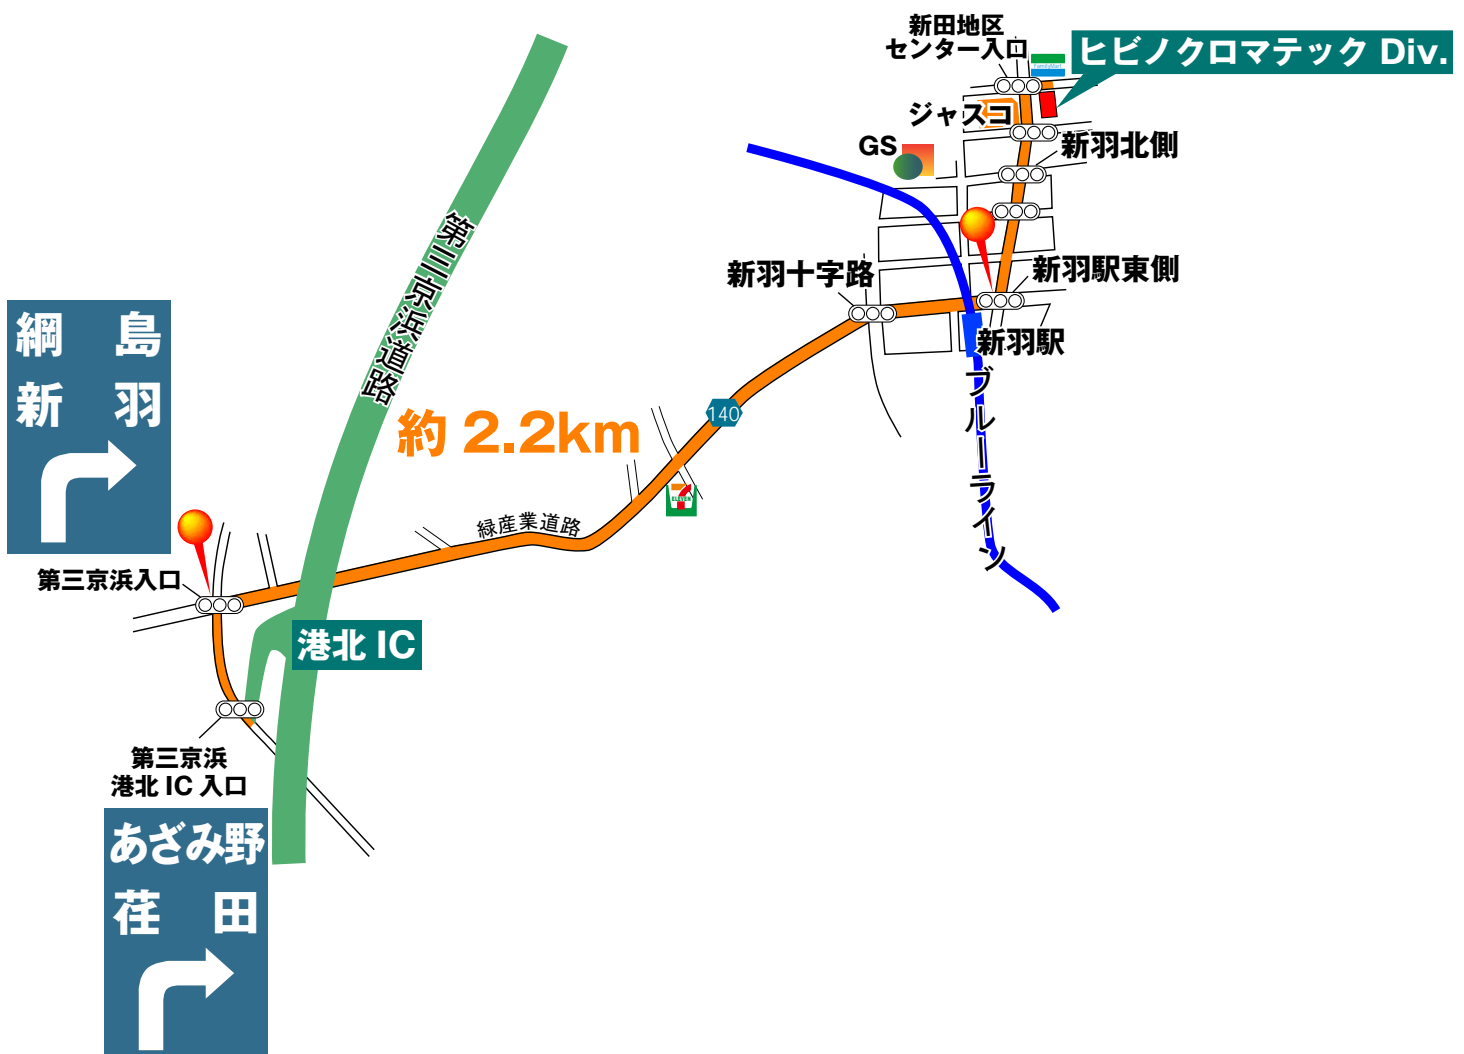 新田地区
センター入口
ヒビノクロマテック Div.
FamilyMart
ジャスコ
GS
新羽北側
新羽十字路
新羽駅東側
新羽駅
ブルーライン
第三京浜道路
綱島
新羽
約 2.2km
140
7
ELEVEN
緑産業道路
第三京浜入口
港北 IC
第三京浜
港北 IC 入口
あざみ野
荏田